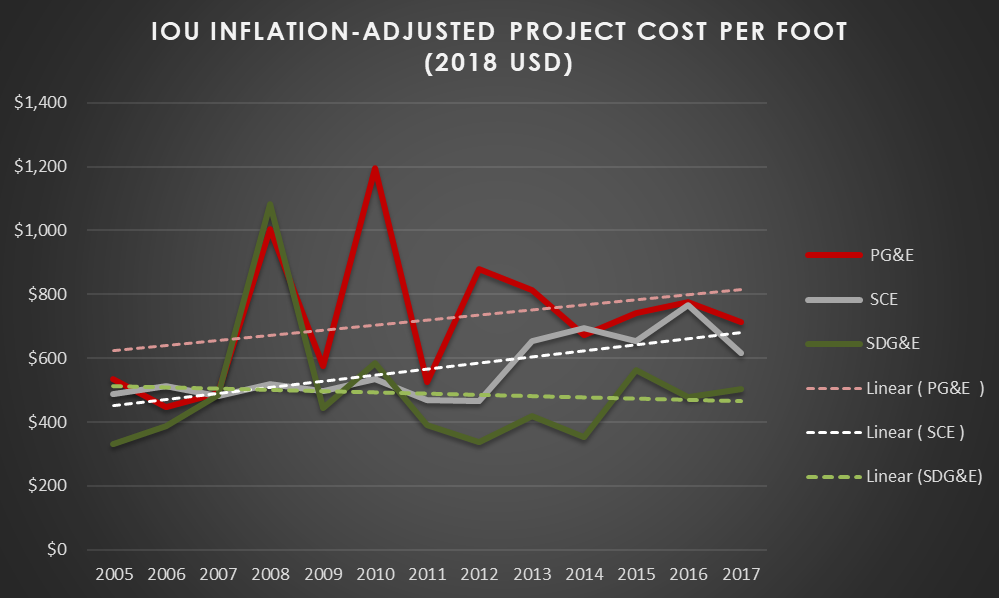 IOU INFLATION-ADJUSTED PROJECT COST PER FOOT
(2018 USD)
$1,400
$1,200
$1,000
$800
$600
$400
$200
$0
2005 2006 2007 2008 2009 2010 2011 2012 2013 2014 2015 2016 2017
PG&E
SCE
SDG&E
Linear ( PG&E )
Linear ( SCE )
Linear (SDG&E)